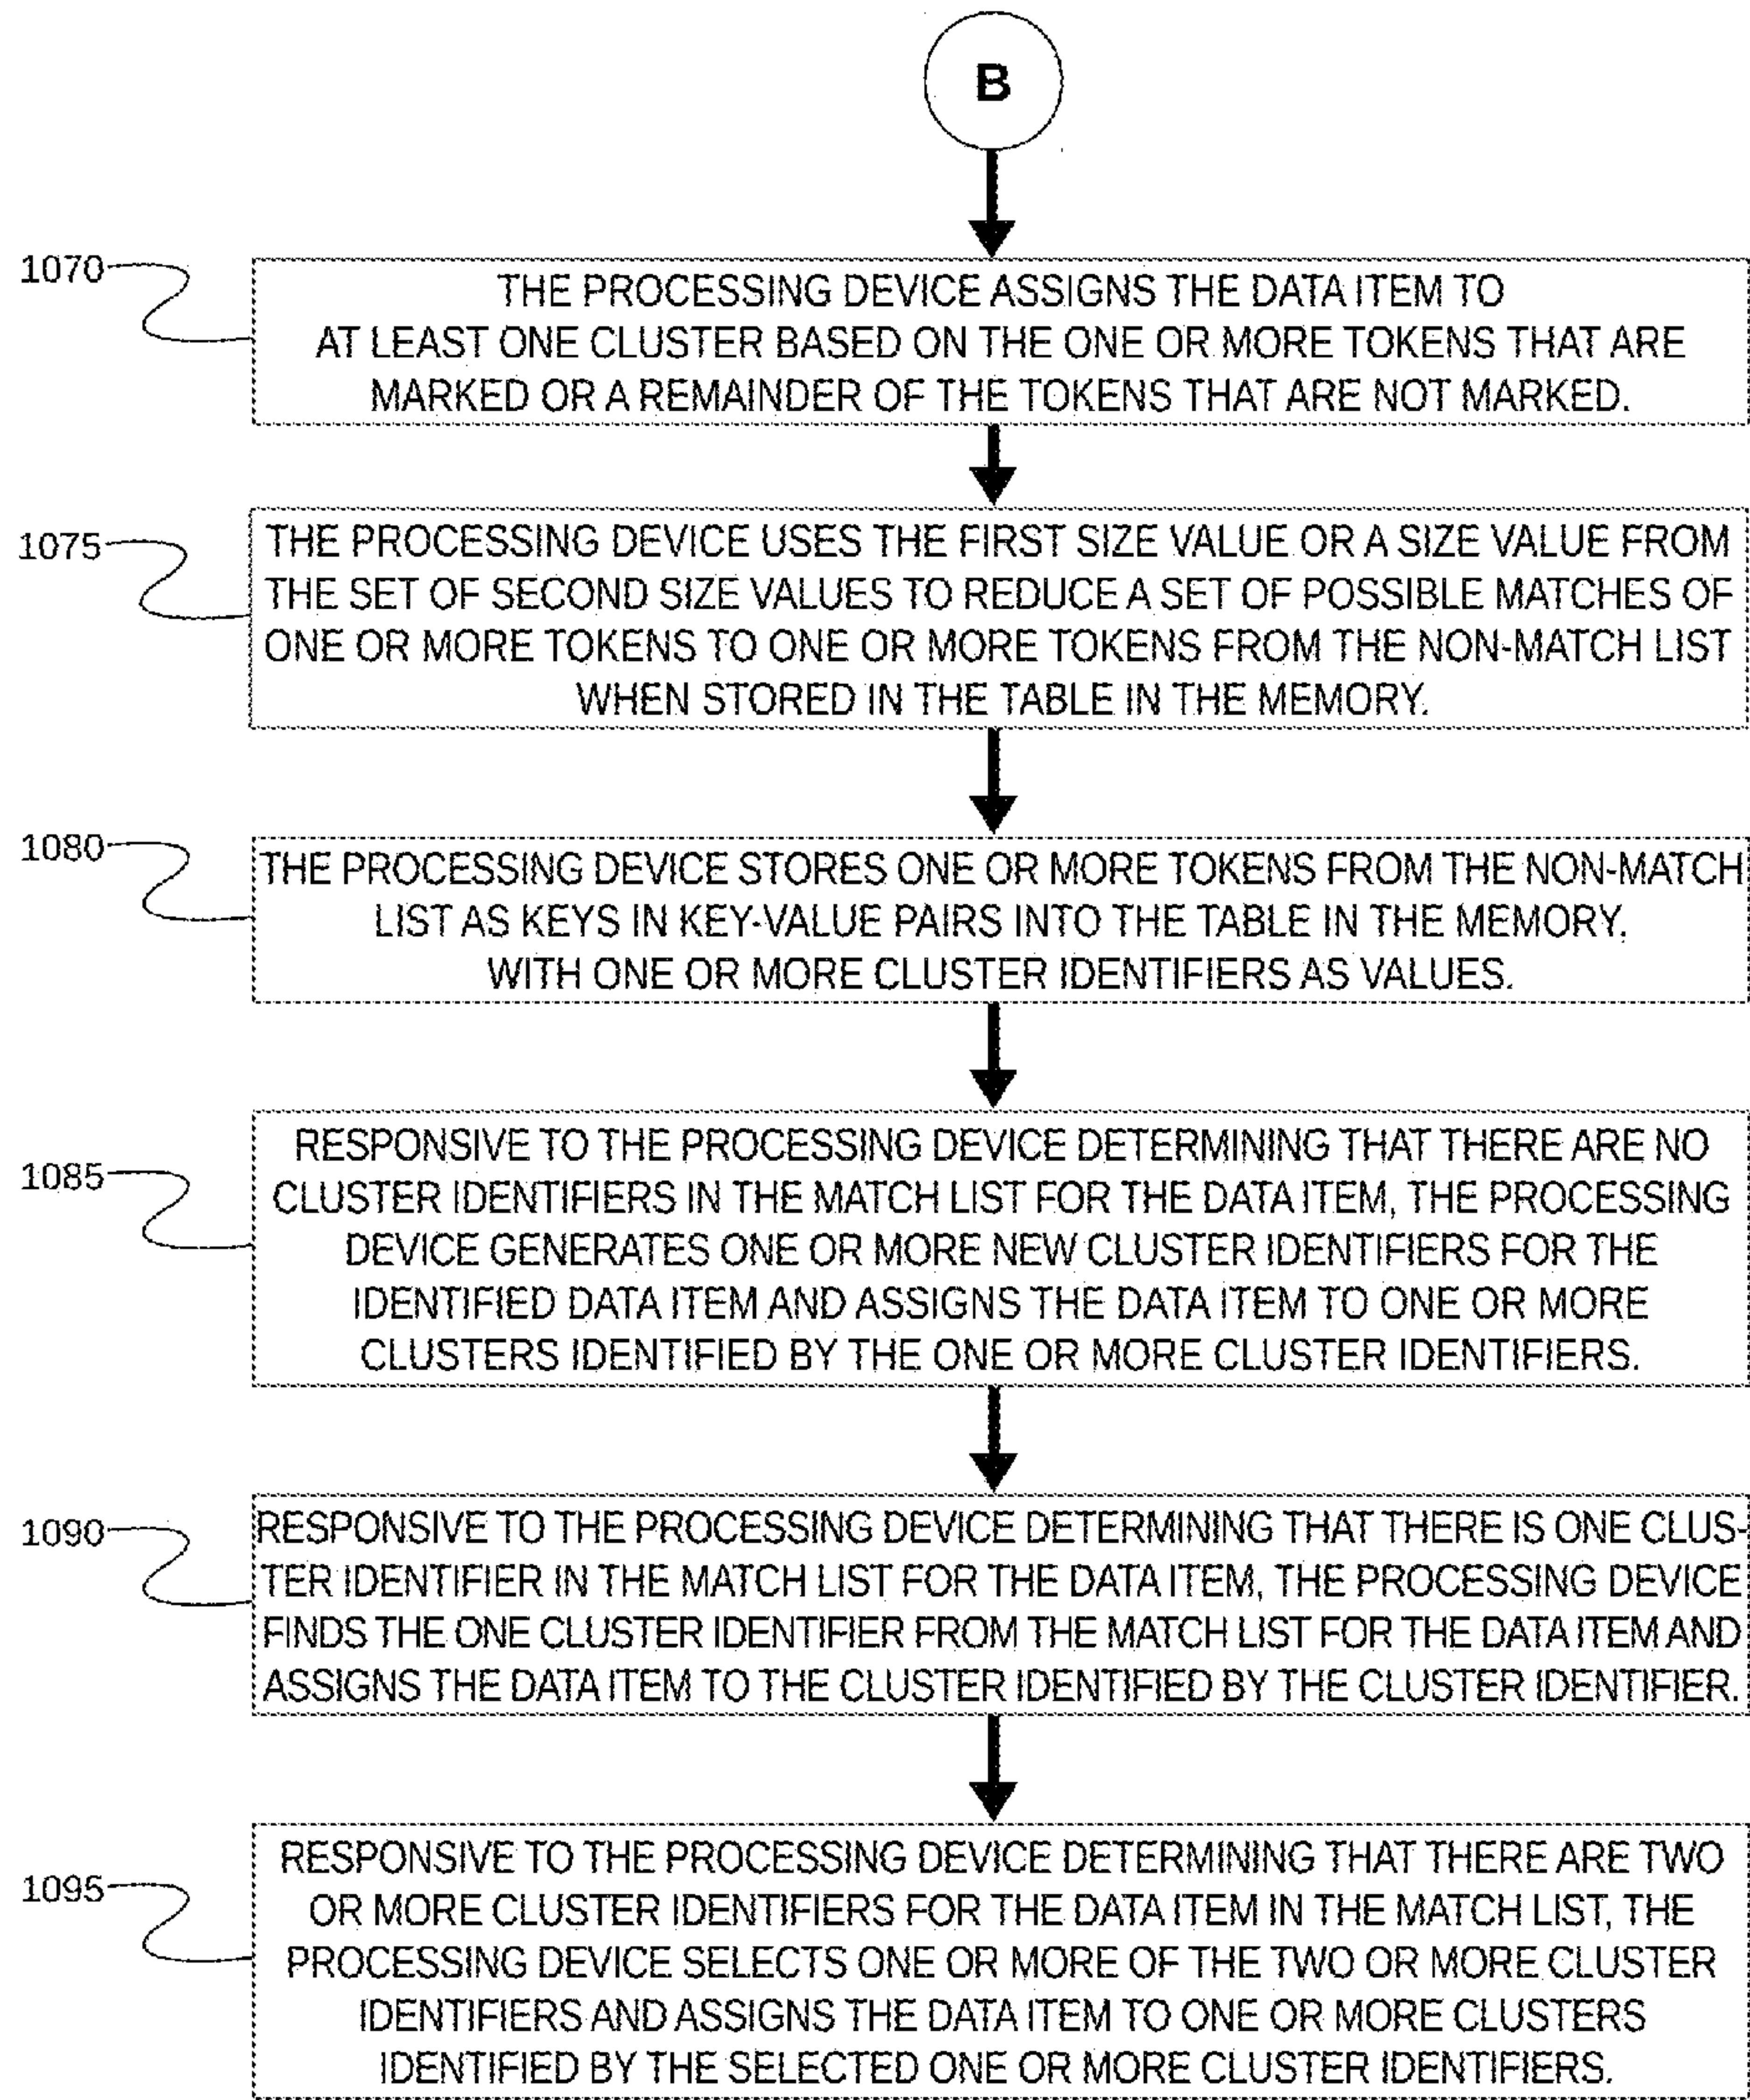 B
1070
THE PROCESSING DEVICE ASSIGNS THE DATA ITEM TO
AT LEAST ONE CLUSTER BASED ON THE ONE OR MORE TOKENS THAT ARE
MARKED OR A REMAINDER OF THE TOKENS THAT ARE NOT MARKED.
1075
THE PROCESSING DEVICE USES THE FIRST SIZE VALUE OR A SIZE VALUE FROM
THE SET OF SECOND SIZE VALUES TO REDUCE A SET OF POSSIBLE MATCHES OF
ONE OR MORE TOKENS TO ONE OR MORE TOKENS FROM THE NON-MATCH LIST
WHEN STORED IN THE TABLE IN THE MEMORY.
1080
THE PROCESSING DEVICE STORES ONE OR MORE TOKENS FROM THE NON-MATCH
LIST AS KEYS IN KEY-VALUE PAIRS INTO THE TABLE IN THE MEMORY.
WITH ONE OR MORE CLUSTER IDENTIFIERS AS VALUES.
1085
RESPONSIVE TO THE PROCESSING DEVICE DETERMINING THAT THERE ARE NO
CLUSTER IDENTIFIERS IN THE MATCH LIST FOR THE DATA ITEM, THE PROCESSING
DEVICE GENERATES ONE OR MORE NEW CLUSTER IDENTIFIERS FOR THE
IDENTIFIED DATA ITEM AND ASSIGNS THE DATA ITEM TO ONE OR MORE
CLUSTERS IDENTIFIED BY THE ONE OR MORE CLUSTER IDENTIFIERS.
1090
RESPONSIVE TO THE PROCESSING DEVICE DETERMINING THAT THERE IS ONE CLUS-
TER IDENTIFIER IN THE MATCH LIST FOR THE DATA ITEM, THE PROCESSING DEVICE
FINDS THE ONE CLUSTER IDENTIFIER FROM THE MATCH LIST FOR THE DATA ITEM AND
ASSIGNS THE DATA ITEM TO THE CLUSTER IDENTIFIED BY THE CLUSTER IDENTIFIER.
1095
RESPONSIVE TO THE PROCESSING DEVICE DETERMINING THAT THERE ARE TWO
OR MORE CLUSTER IDENTIFIERS FOR THE DATA ITEM IN THE MATCH LIST, THE
PROCESSING DEVICE SELECTS ONE OR MORE OF THE TWO OR MORE CLUSTER
IDENTIFIERS AND ASSIGNS THE DATA ITEM TO ONE OR MORE CLUSTERS
IDENTIFIED BY THE SELECTED ONE OR MORE CLUSTER IDENTIFIERS.